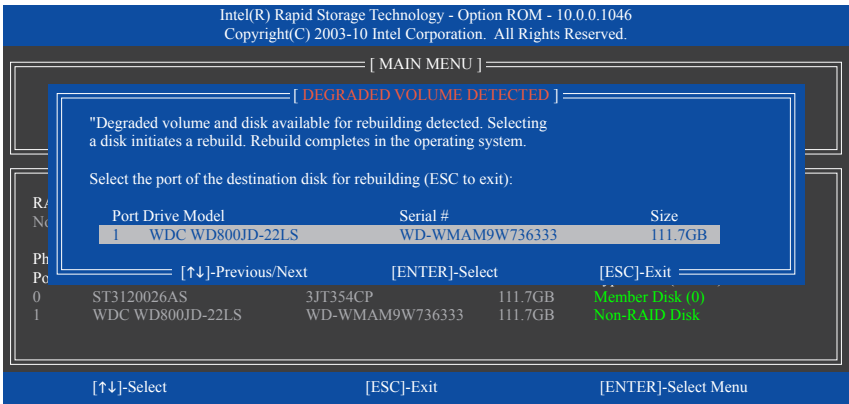 Intel(R) Rapid Storage Technology - Option ROM - 10.0.0.1046
Copyright(C) 2003-10 Intel Corporation. All Rights Reserved.
[ MAIN MENU ]
[ DEGRADED VOLUME DETECTED ]
"Degraded volume and disk available for rebuilding detected. Selecting
a disk initiates a rebuild. Rebuild completes in the operating system.
Select the port of the destination disk for rebuilding (ESC to exit):
Port Drive Model Serial # Size
1 WDC WD800JD-22LS WD-WMAM9W736333 111.7GB
[↑↓]-Previous/Next [ENTER]-Select [ESC]-Exit
0 ST3120026AS 3JT354CP 111.7GB Member Disk (0)
1 WDC WD800JD-22LS WD-WMAM9W736333 111.7GB Non-RAID Disk
[↑↓]-Select [ESC]-Exit [ENTER]-Select Menu